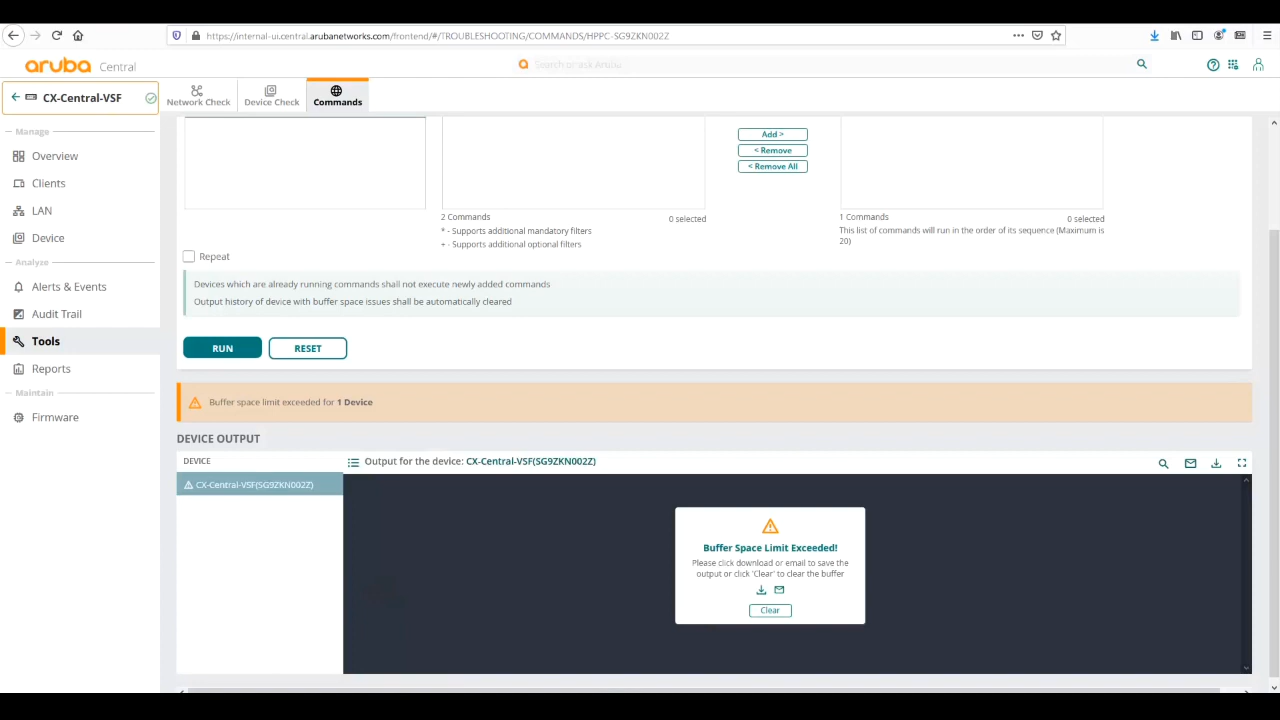 https://internal-ui.central.arubanetworks.com/frontend/#/TROUBLESHOOTING/COMMANDS/HPPC-SG9ZKN002Z
aruba Central
Search or ask Aruba
CX-Central-VSF
Network Check
Device Check
Commands
Manage
Overview
Clients
LAN
Device
Analyze
Alerts & Events
Audit Trail
Tools
Reports
Maintain
Firmware
Add >
< Remove
< Remove All
2 Commands
0 selected
* - Supports additional mandatory filters
+ - Supports additional optional filters
1 Commands
0 selected
This list of commands will run in the order of its sequence (Maximum is
20)
Repeat
Devices which are already running commands shall not execute newly added commands
Output history of device with buffer space issues shall be automatically cleared
RUN
RESET
Buffer space limit exceeded for 1 Device
DEVICE OUTPUT
DEVICE
Output for the device: CX-Central-VSF(SG9ZKN002Z)
CX-Central-VSF(SG9ZKN002Z)
Buffer Space Limit Exceeded!
Please click download or email to save the
output or click 'Clear' to clear the buffer
Clear